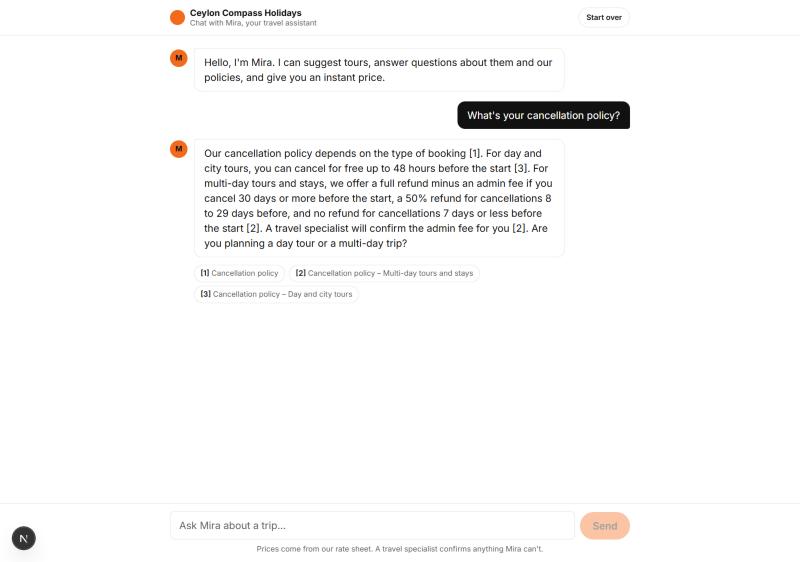 Ceylon Compass Holidays
Chat with Mira, your travel assistant
Start over
M
Hello, I'm Mira. I can suggest tours, answer questions about them and our
policies, and give you an instant price.
What's your cancellation policy?
M
Our cancellation policy depends on the type of booking [1]. For day and
city tours, you can cancel for free up to 48 hours before the start [3]. For
multi-day tours and stays, we offer a full refund minus an admin fee if you
cancel 30 days or more before the start, a 50% refund for cancellations 8
to 29 days before, and no refund for cancellations 7 days or less before
the start [2]. A travel specialist will confirm the admin fee for you [2]. Are
you planning a day tour or a multi-day trip?
[1] Cancellation policy
[2] Cancellation policy – Multi-day tours and stays
[3] Cancellation policy – Day and city tours
Ask Mira about a trip...
Send
N
Prices come from our rate sheet. A travel specialist confirms anything Mira can't.